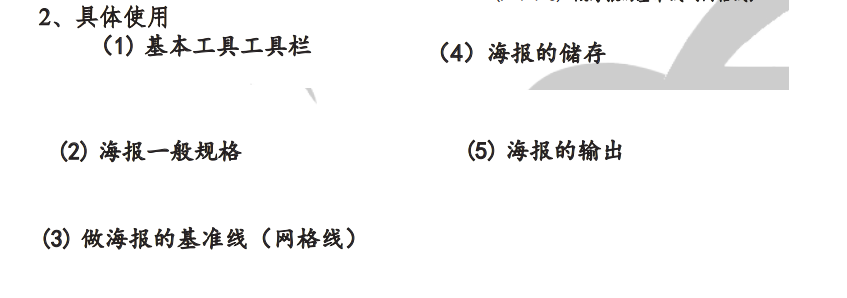 2、具体使用
（1）基本工具工具栏
（4）海报的储存
（2）海报一般规格
（5）海报的输出
（3）做海报的基准线（网格线）